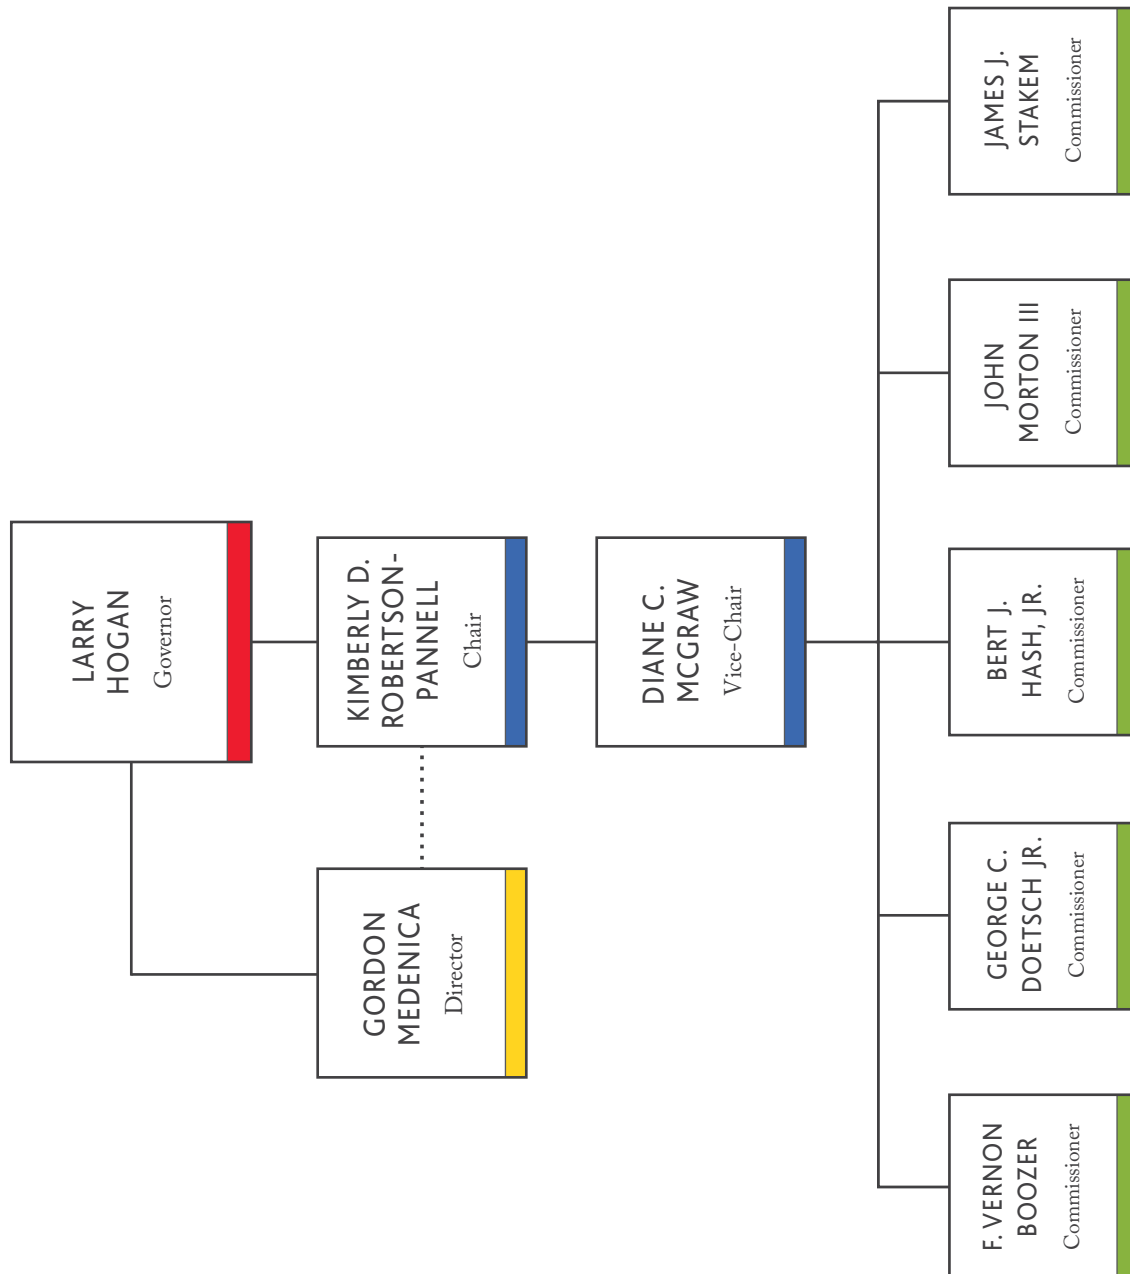 LARRY
HOGAN
Governor
GORDON
MEDENICA
Director
KIMBERLY D.
ROBERTSON-
PANNELL
Chair
DIANE C.
MCGRAW
Vice-Chair
F. VERNON
BOOZER
Commissioner
GEORGE C.
DOETSCH JR.
Commissioner
BERT J.
HASH, JR.
Commissioner
JOHN
MORTON III
Commissioner
JAMES J.
STAKEM
Commissioner